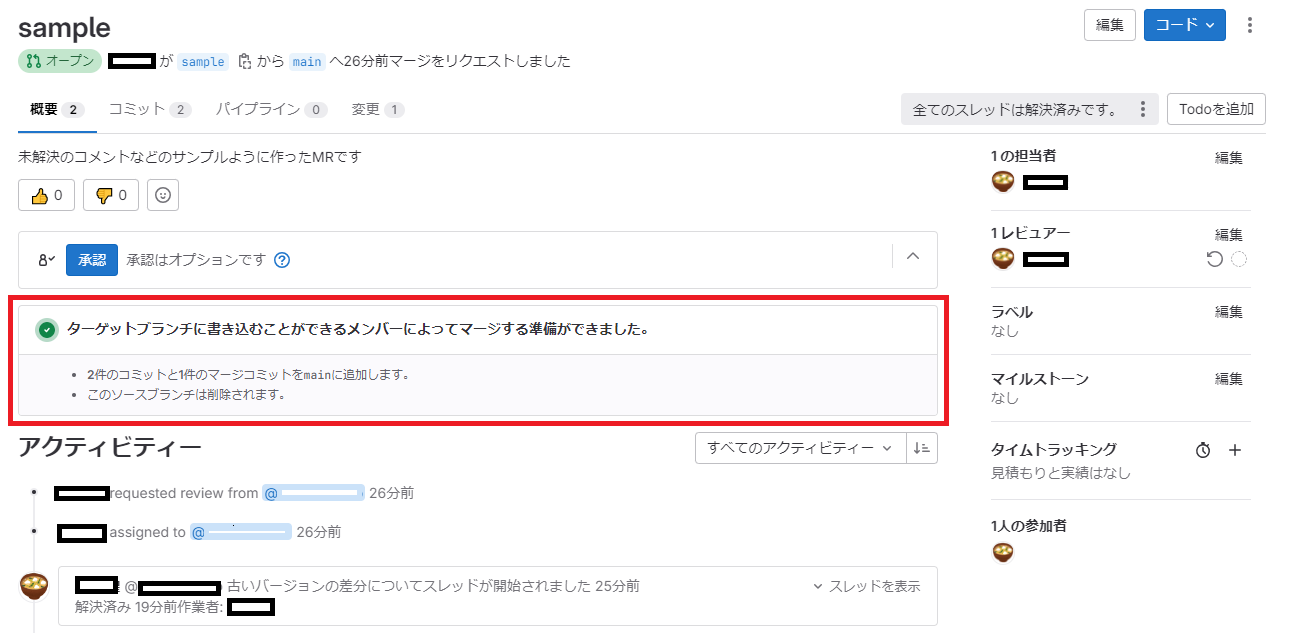 sample
編集
コード
オープン が sample から main へ26分前マージをリクエストしました
概要 2 コミット 2 パイプライン 0 変更 1
全てのスレッドは解決済みです。
Todoを追加
未解決のコメントなどのサンプルように作ったMRです
0 0
承認 承認はオプションです
ターゲットブランチに書き込むことができるメンバーによってマージする準備ができました。
2件のコミットと1件のマージコミットをmainに追加します。
このソースブランチは削除されます。
アクティビティー
すべてのアクティビティー
requested review from @ 26分前
assigned to @ 26分前
@ 古いバージョンの差分についてスレッドが開始されました 25分前
スレッドを表示
解決済み 19分前作業者:
1の担当者
編集
1レビュアー
編集
ラベル
編集
なし
マイルストーン
編集
なし
タイムトラッキング
見積もりと実績はなし
1人の参加者